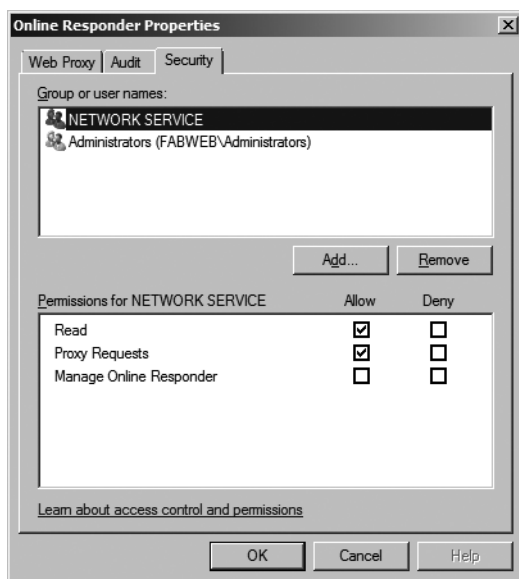 Online Responder Properties
Web Proxy Audit Security
Group or user names:
NETWORK SERVICE
Administrators (FABWEB\Administrators)
Add... Remove
Permissions for NETWORK SERVICE Allow Deny
Read
Proxy Requests
Manage Online Responder
Learn about access control and permissions
OK Cancel Help